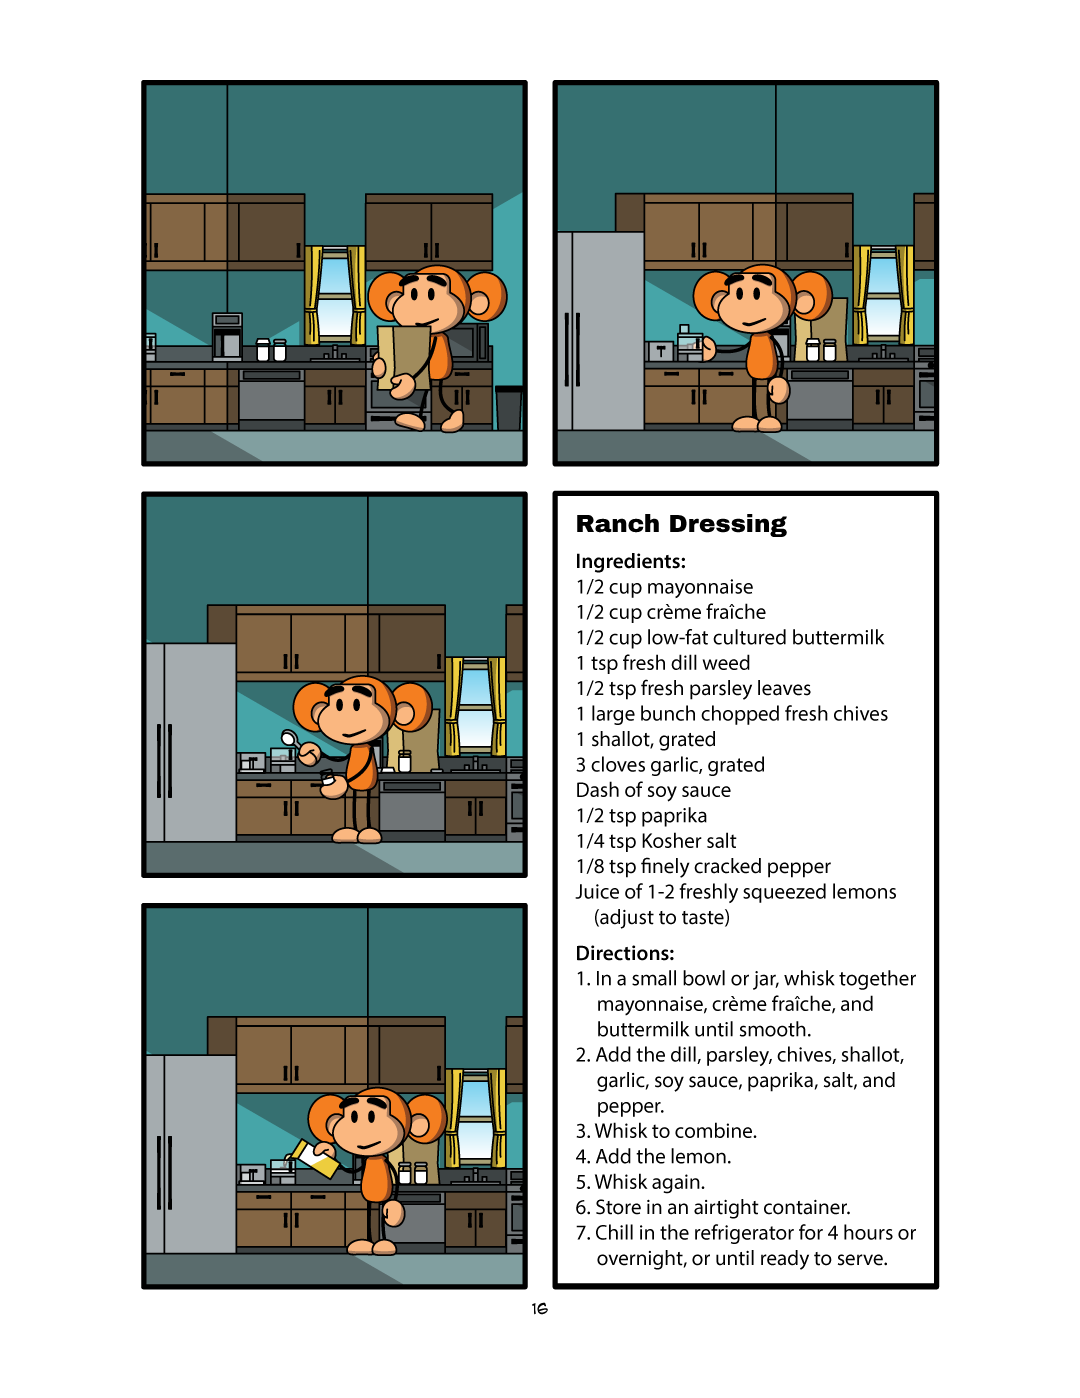 Ranch Dressing
Ingredients:
1/2 cup mayonnaise
1/2 cup crème fraîche
1/2 cup low-fat cultured buttermilk
1 tsp fresh dill weed
1/2 tsp fresh parsley leaves
1 large bunch chopped fresh chives
1 shallot, grated
3 cloves garlic, grated
Dash of soy sauce
1/2 tsp paprika
1/4 tsp Kosher salt
1/8 tsp finely cracked pepper
Juice of 1-2 freshly squeezed lemons
(adjust to taste)
Directions:
1. In a small bowl or jar, whisk together
mayonnaise, crème fraîche, and
buttermilk until smooth.
2. Add the dill, parsley, chives, shallot,
garlic, soy sauce, paprika, salt, and
pepper.
3. Whisk to combine.
4. Add the lemon.
5. Whisk again.
6. Store in an airtight container.
7. Chill in the refrigerator for 4 hours or
overnight, or until ready to serve.
16